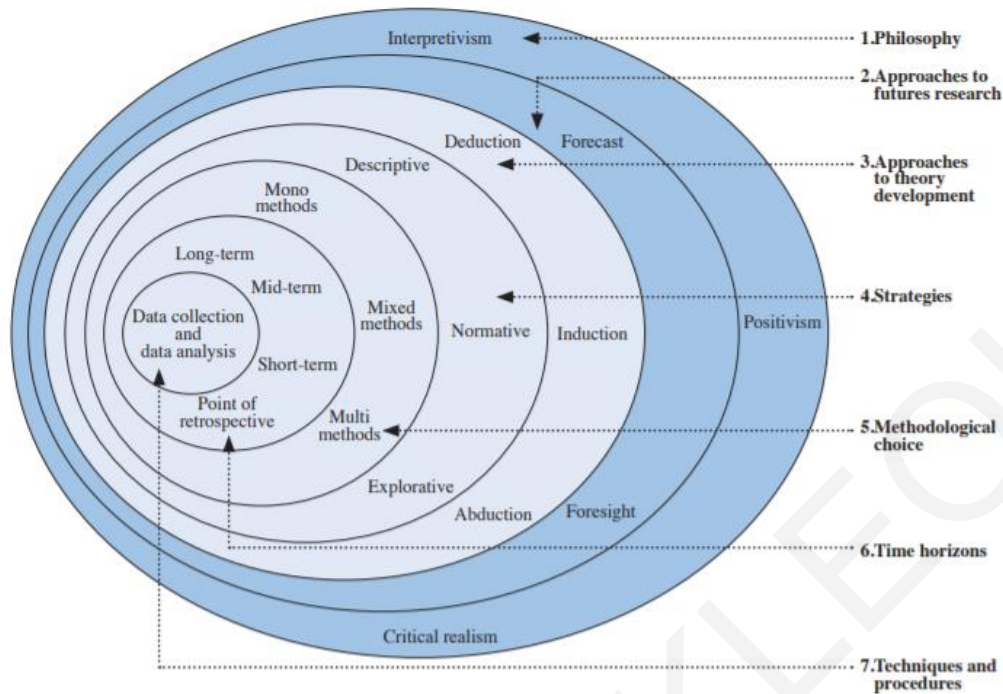 Interpretivism
1.Philosophy
2.Approaches to
futures research
Deduction
Forecast
3.Approaches
to theory
development
Descriptive
Mono
methods
Long-term
Mid-term
Data collection
and
data analysis
Mixed
methods
Normative
Induction
4.Strategies
Positivism
Short-term
Point of
retrospective
Multi
methods
5.Methodological
choice
Explorative
Abduction
Foresight
6.Time horizons
Critical realism
7.Techniques and
procedures